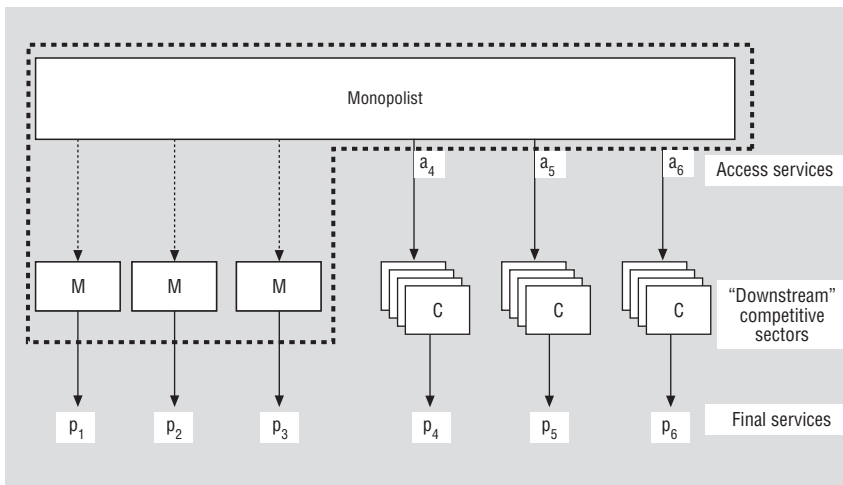 Monopolist
a4 a5 a6
Access services
M M M
C C C
“Downstream”
competitive
sectors
p1 p2 p3 p4 p5 p6
Final services